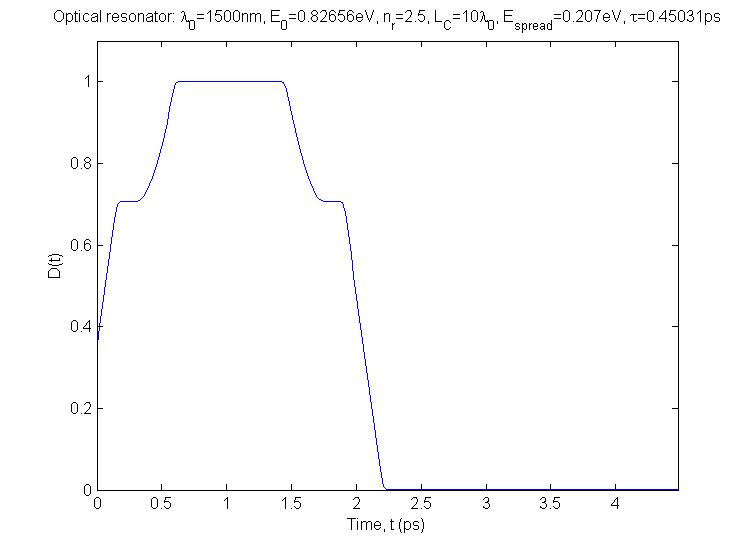 Optical resonator: λ0=1500nm, E0=0.82656eV, nr=2.5, LC=10λ0, Espread=0.207eV, τ=0.45031ps
1
0.8
0.6
D(t)
0.4
0.2
0
0 0.5 1 1.5 2 2.5 3 3.5 4
Time, t (ps)